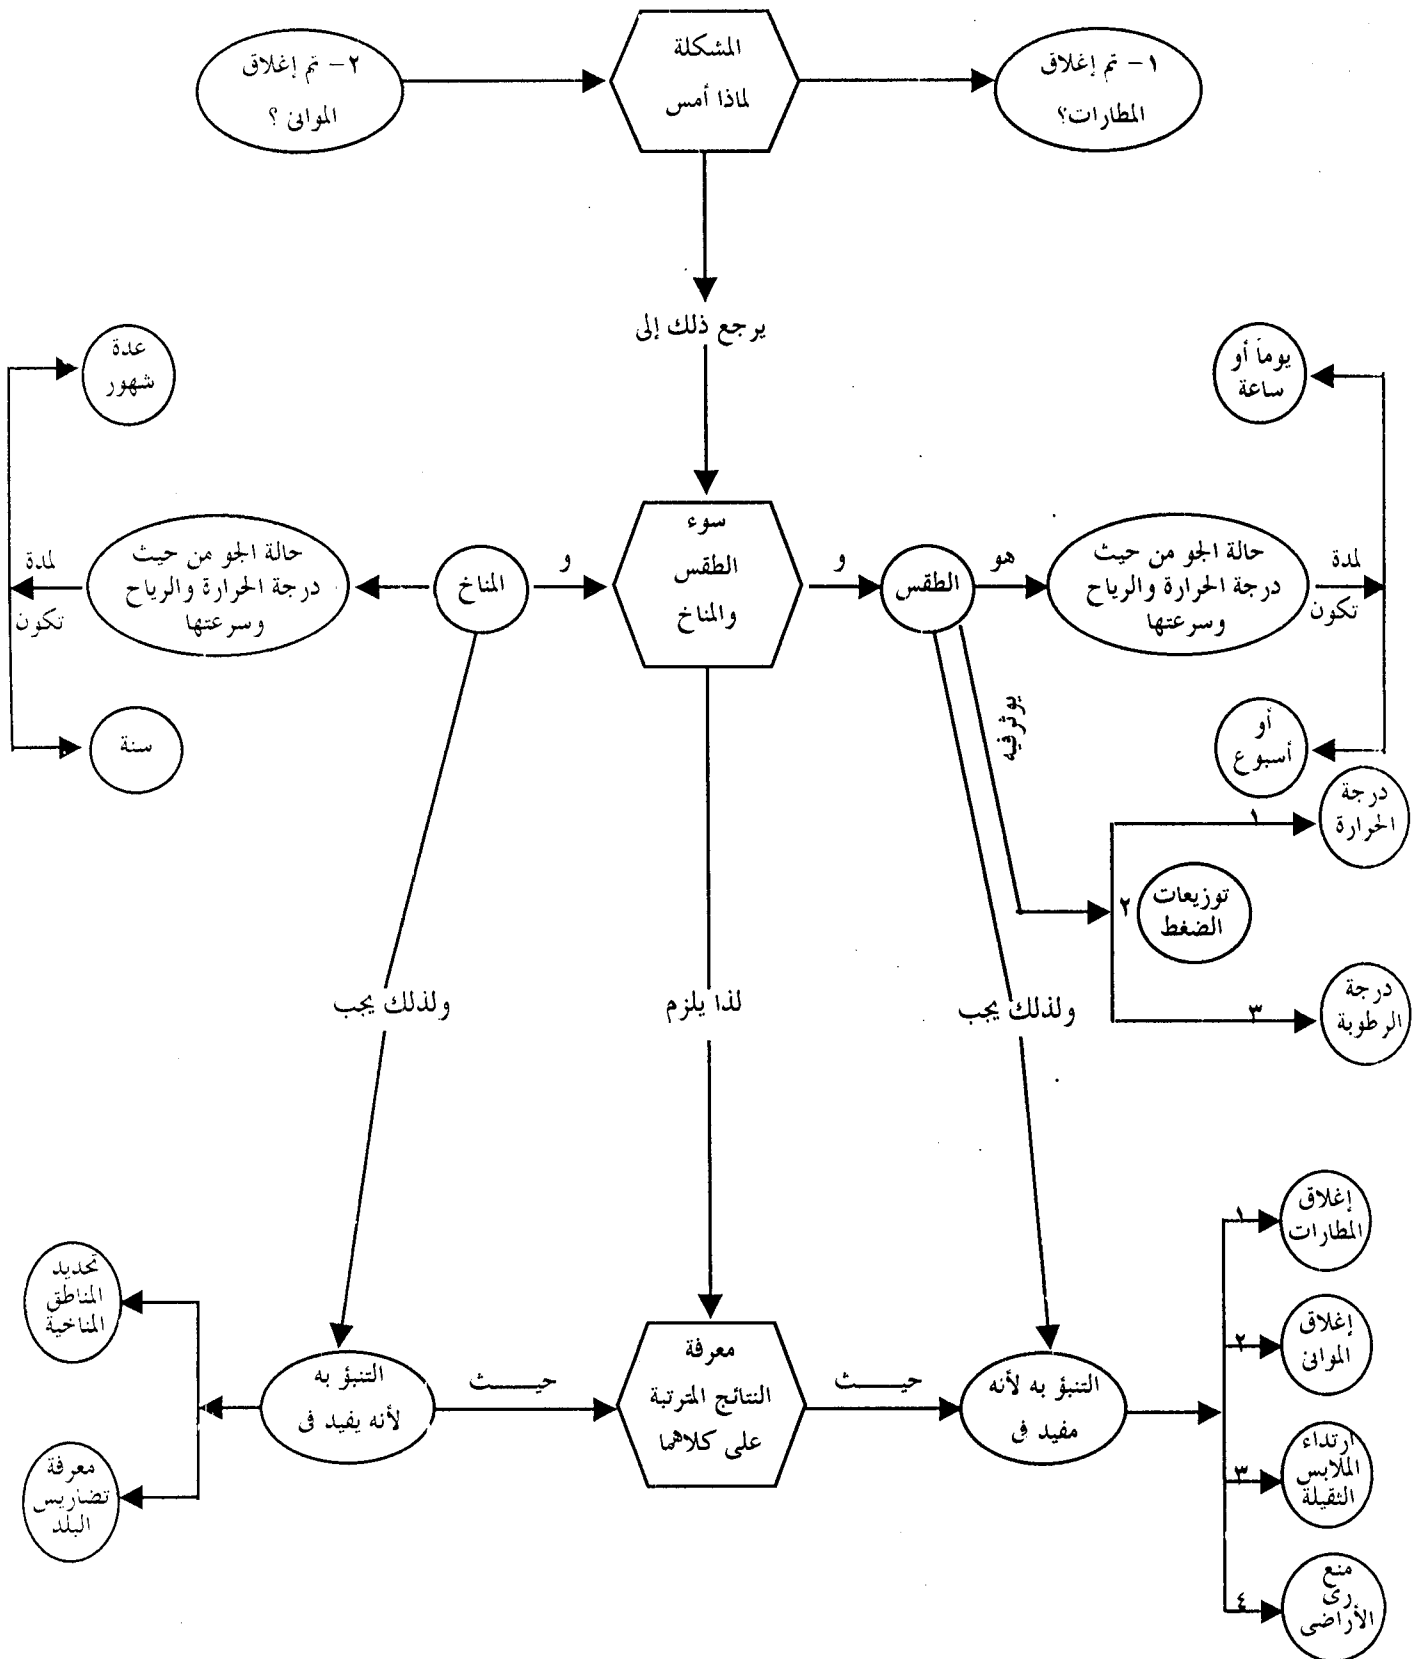 ١- تم إغلاق
المطارات؟
المشكلة
لماذا أمس
٢- تم إغلاق
الموانئ ؟
يرجع ذلك إلى
يوماً أو
ساعة
عدة
شهور
لمدة
تكون
حالة الجو من حيث
درجة الحرارة والرياح
وسرعتها
هو
الطقس
و
سوء
الطقس
والمناخ
و
المناخ
حالة الجو من حيث
درجة الحرارة والرياح
وسرعتها
لمدة
تكون
أو
أسبوع
سنة
يوثر فيه
درجة
الحرارة
١
توزيعات
الضغط
٢
درجة
الرطوبة
٣
ولذلك يجب
لذا يلزم
ولذلك يجب
إغلاق
المطارات
١
إغلاق
الموانئ
٢
ارتداء
الملابس
الثقيلة
٣
منع
رى
الأراضى
٤
التنبؤ به لأنه
مفيد فى
حيـــــث
معرفة
النتائج المترتبة
على كلاهما
حيـــــث
التنبؤ به
لأنه يفيد فى
تحديد
المناطق
المناخية
معرفة
تضاريس
البلد